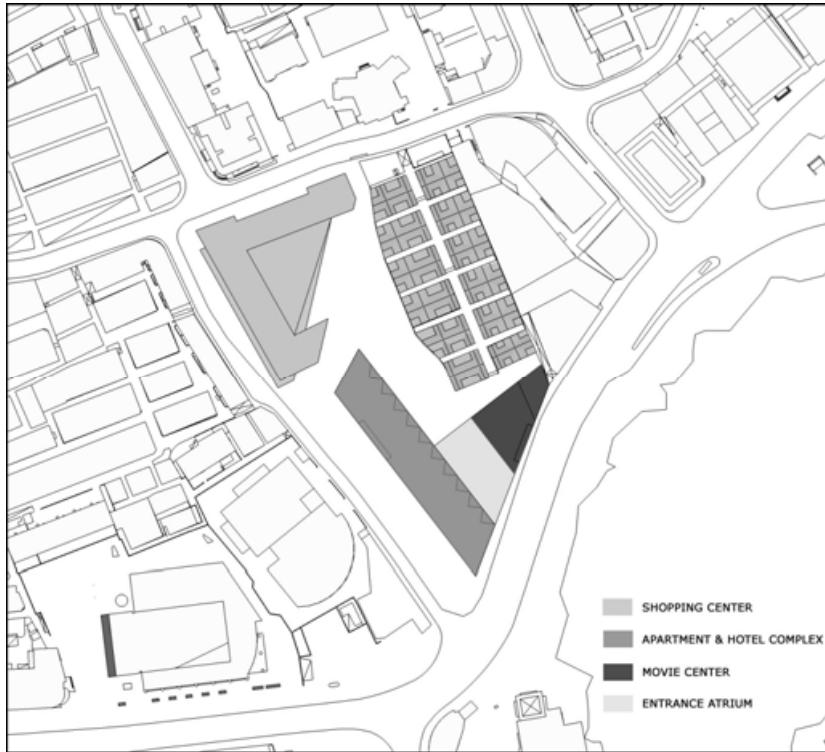 SHOPPING CENTER
APARTMENT & HOTEL COMPLEX
MOVIE CENTER
ENTRANCE ATRIUM